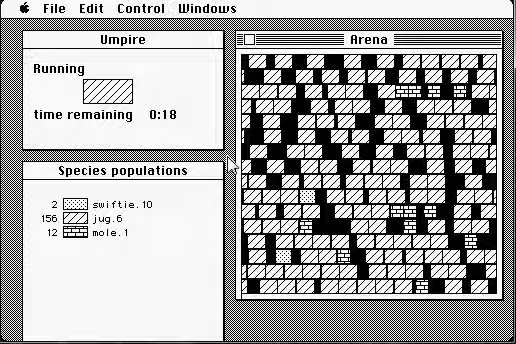 File Edit Control Windows
Umpire
Running
time remaining 0:18
Arena
Species populations
2 swiftie.10
156 jug.6
12 mole.1